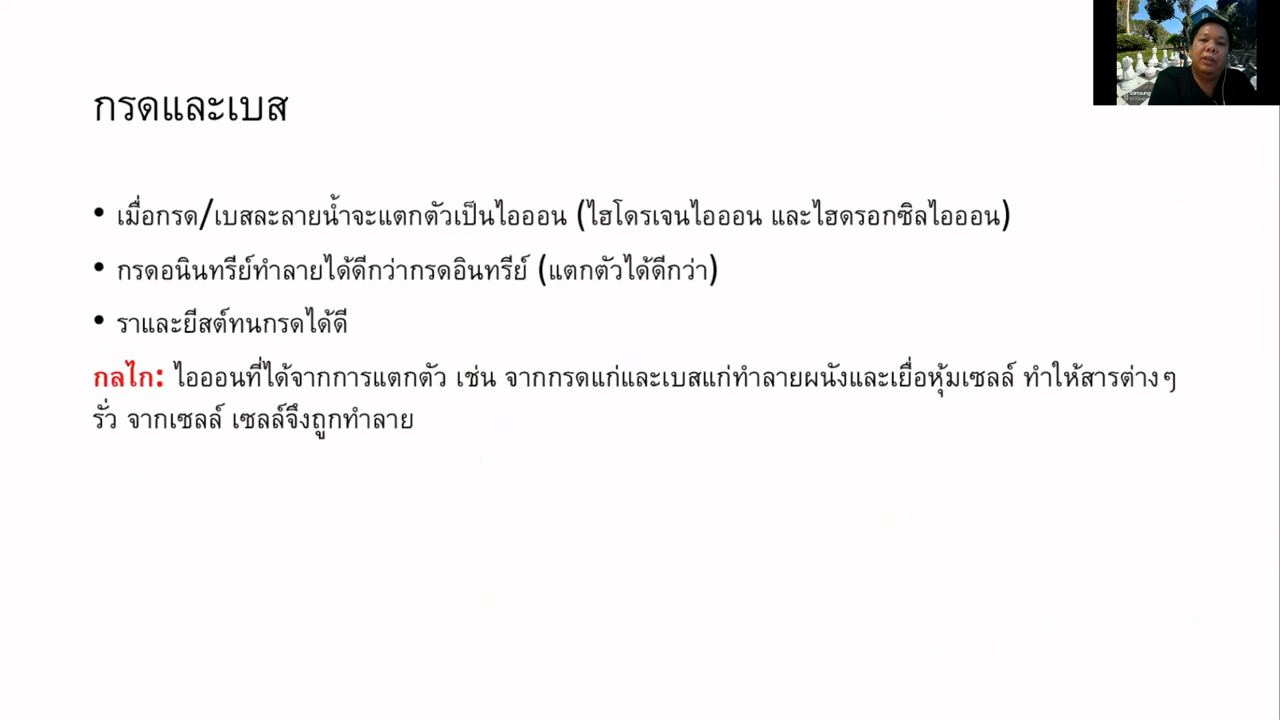 กรดและเบส
• เมื่อกรด/เบสละลายน้ำจะแตกตัวเป็นไอออน (ไฮโดรเจนไอออน และไฮดรอกซิลไอออน)
• กรดอนินทรีย์ทำลายได้ดีกว่ากรดอินทรีย์ (แตกตัวได้ดีกว่า)
• ราและยีสต์ทนกรดได้ดี
กลไก: ไอออนที่ได้จากการแตกตัว เช่น จากกรดแก่และเบสแก่ทำลายผนังและเยื่อหุ้มเซลล์ ทำให้สารต่างๆ
รั่ว จากเซลล์ เซลล์จึงถูกทำลาย
Samsung